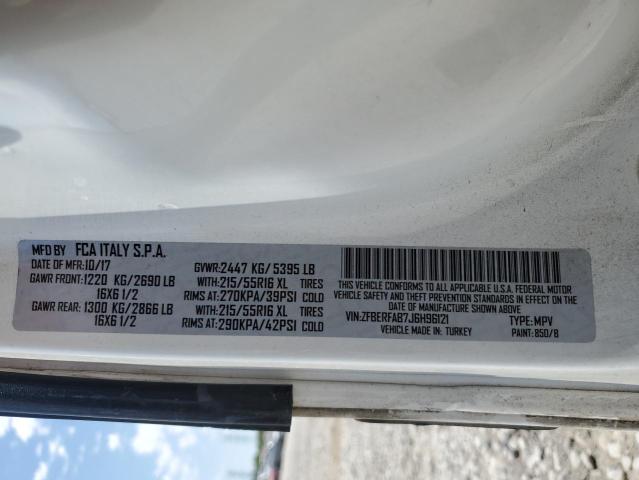 MFD BY FCA ITALY S.P.A.
DATE OF MFR:10/17 GVWR:2447 KG/5395 LB
GAWR FRONT:1220 KG/2690 LB WITH:215/55R16 XL TIRES
16X6 1/2 RIMS AT:270KPA/39PSI COLD
GAWR REAR:1300 KG/2866 LB WITH:215/55R16 XL TIRES
16X6 1/2 RIMS AT:290KPA/42PSI COLD
THIS VEHICLE CONFORMS TO ALL APPLICABLE U.S.A. FEDERAL MOTOR
VEHICLE SAFETY BUMPER AND THEFT PREVENTION STANDARDS IN EFFECT
ON THE DATE OF MANUFACTURE SHOWN ABOVE.
VIN:ZFBERFAB7J6H96121 TYPE:MPV
VEHICLE MADE IN: TURKEY PAINT:850/B